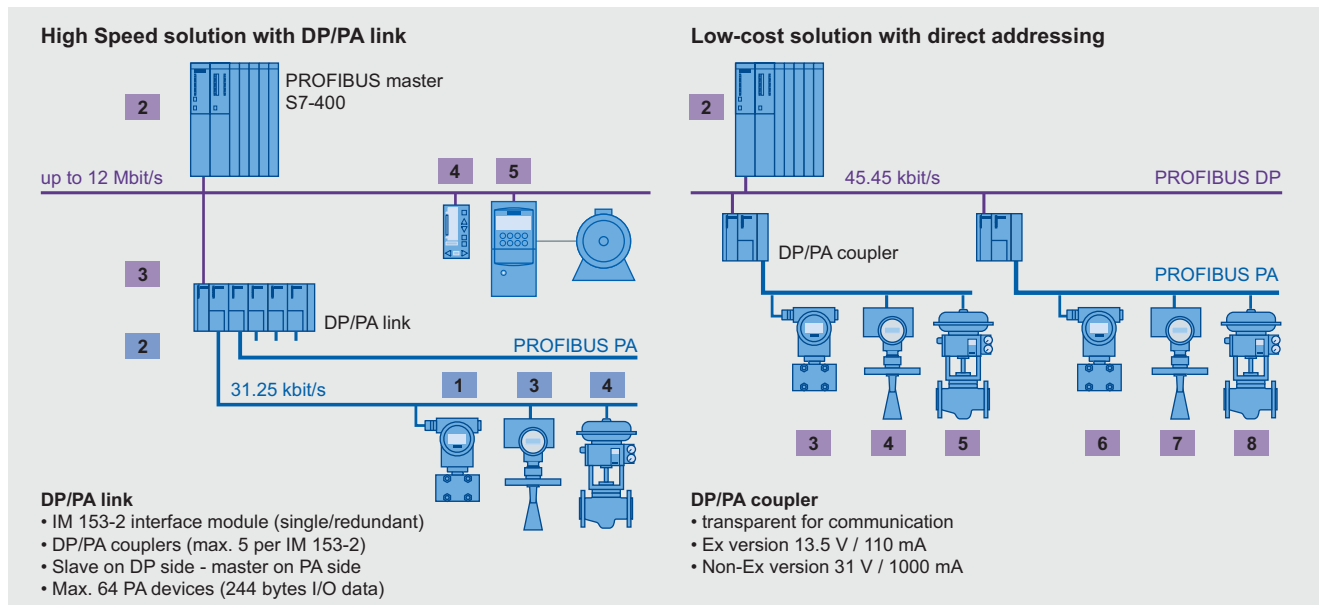 High Speed solution with DP/PA link
2
PROFIBUS master
S7-400
up to 12 Mbit/s
4
5
3
DP/PA link
2
PROFIBUS PA
31.25 kbit/s
1
3
4
DP/PA link
• IM 153-2 interface module (single/redundant)
• DP/PA couplers (max. 5 per IM 153-2)
• Slave on DP side - master on PA side
• Max. 64 PA devices (244 bytes I/O data)
Low-cost solution with direct addressing
2
45.45 kbit/s
PROFIBUS DP
DP/PA coupler
PROFIBUS PA
3
4
5
6
7
8
DP/PA coupler
• transparent for communication
• Ex version 13.5 V / 110 mA
• Non-Ex version 31 V / 1000 mA